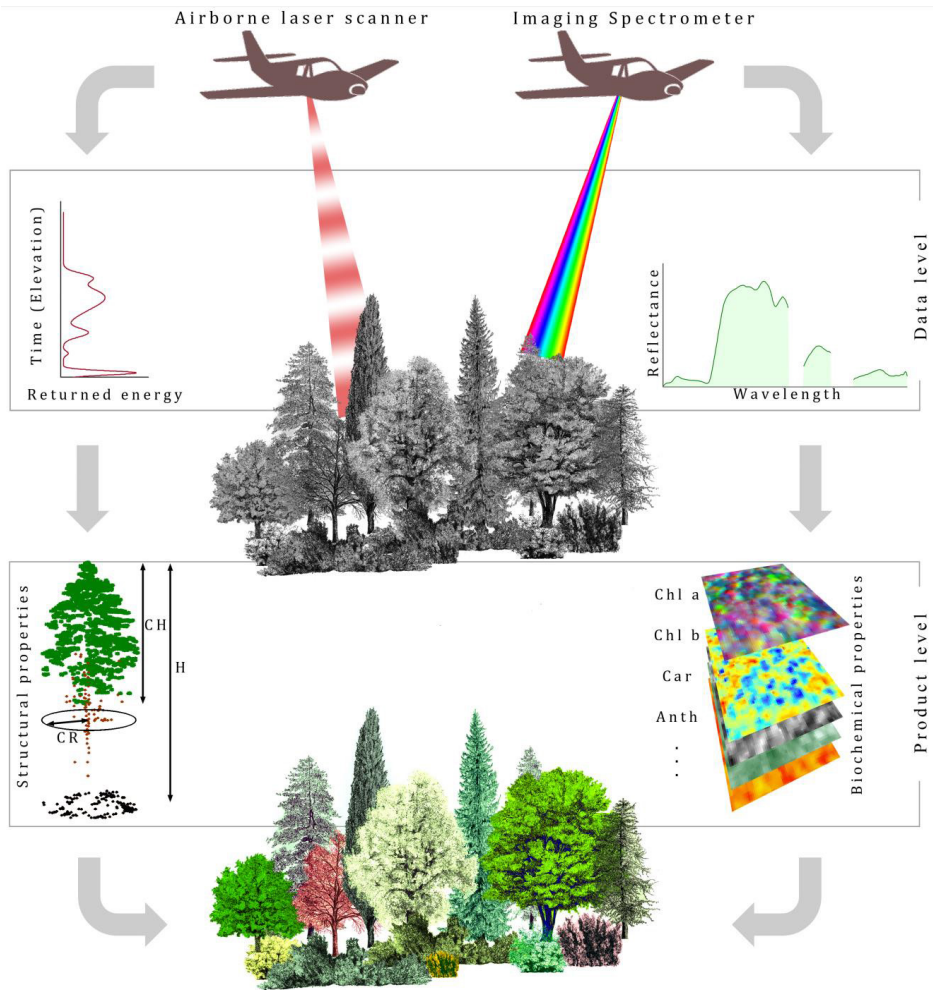 Airborne laser scanner
Imaging Spectrometer
Time (Elevation)
Returned energy
Reflectance
Wavelength
Data level
Structural properties
CH
H
CR
Chl a
Chl b
Car
Anth
.
.
.
Biochemical properties
Product level